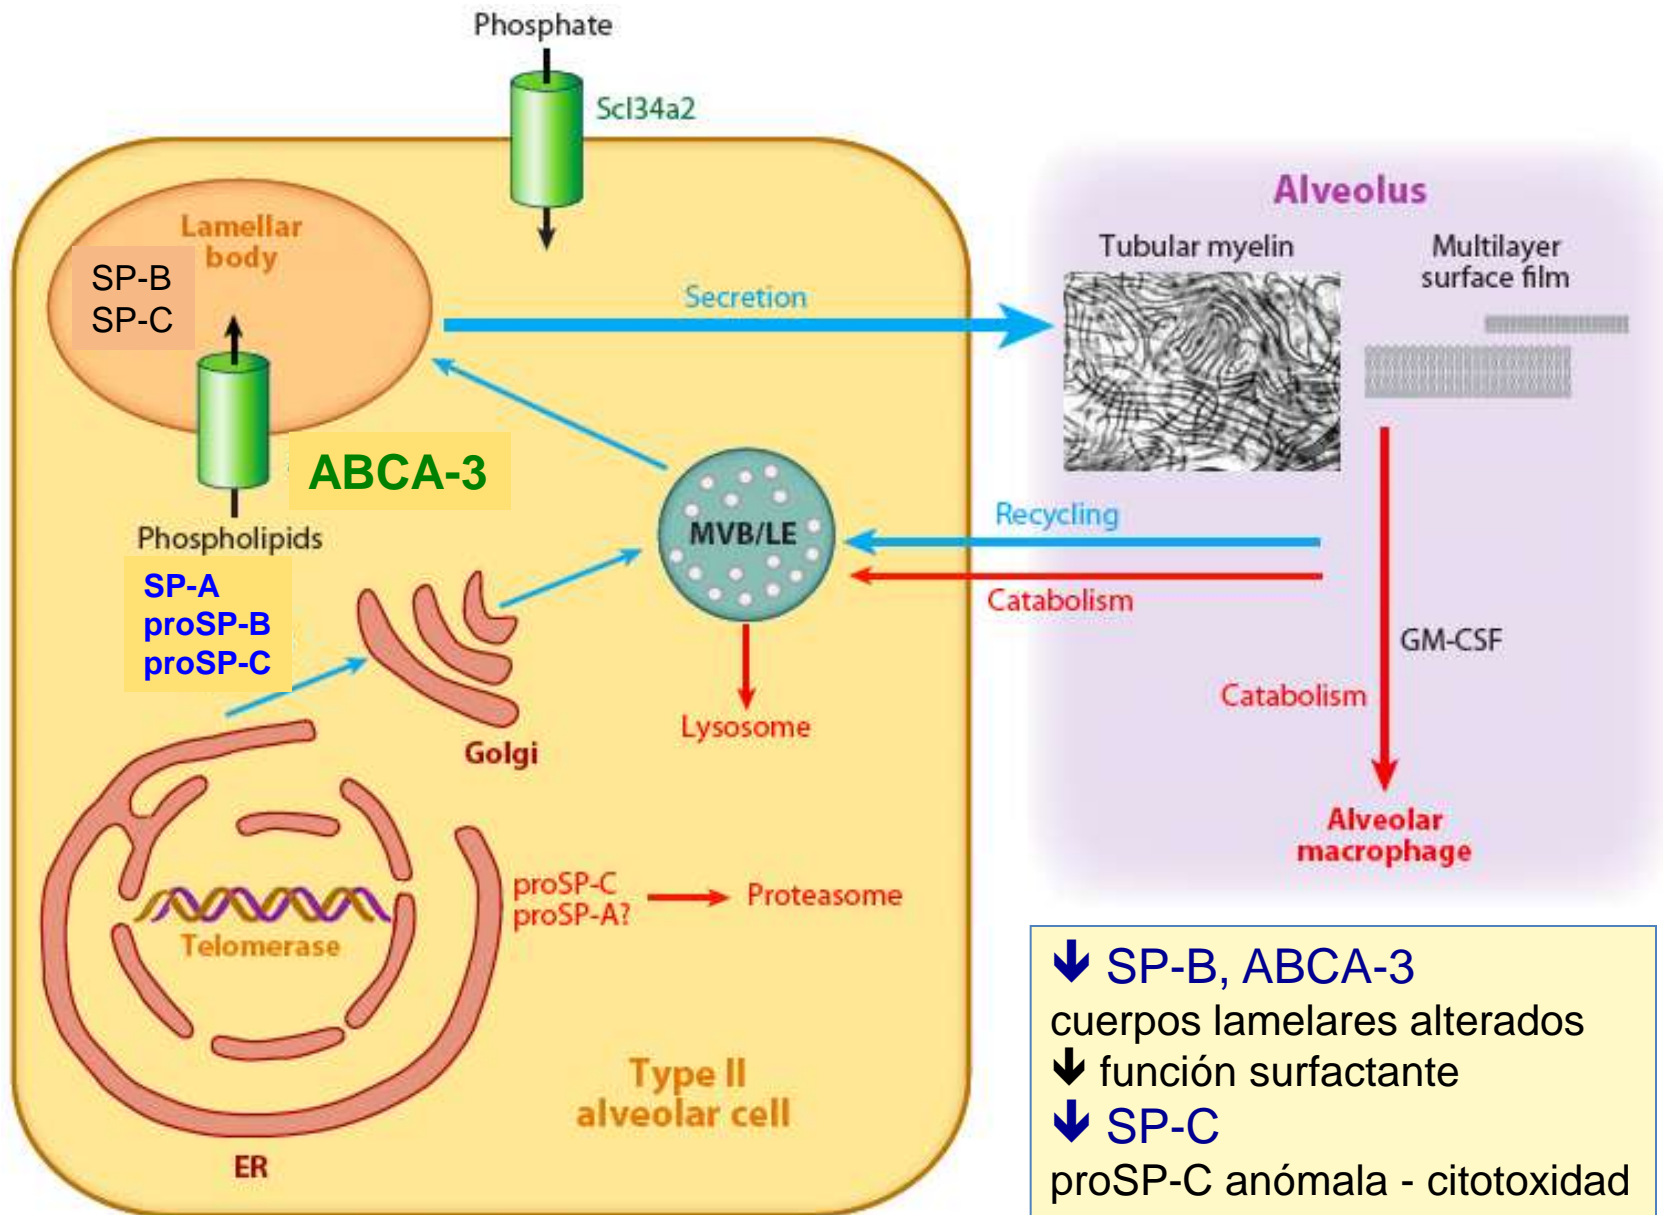 Phosphate
Scl34a2
Lamellar
body
SP-B
SP-C
Secretion
ABCA-3
Phospholipids
SP-A
proSP-B
proSP-C
MVB/LE
Golgi
Lysosome
proSP-C
proSP-A?
Proteasome
Telomerase
ER
Type II
alveolar cell
Alveolus
Tubular myelin
Multilayer
surface film
Recycling
Catabolism
GM-CSF
Catabolism
Alveolar
macrophage
🡻 SP-B, ABCA-3
cuerpos lamelares alterados
🡻 función surfactante
🡻 SP-C
proSP-C anómala - citotoxidad